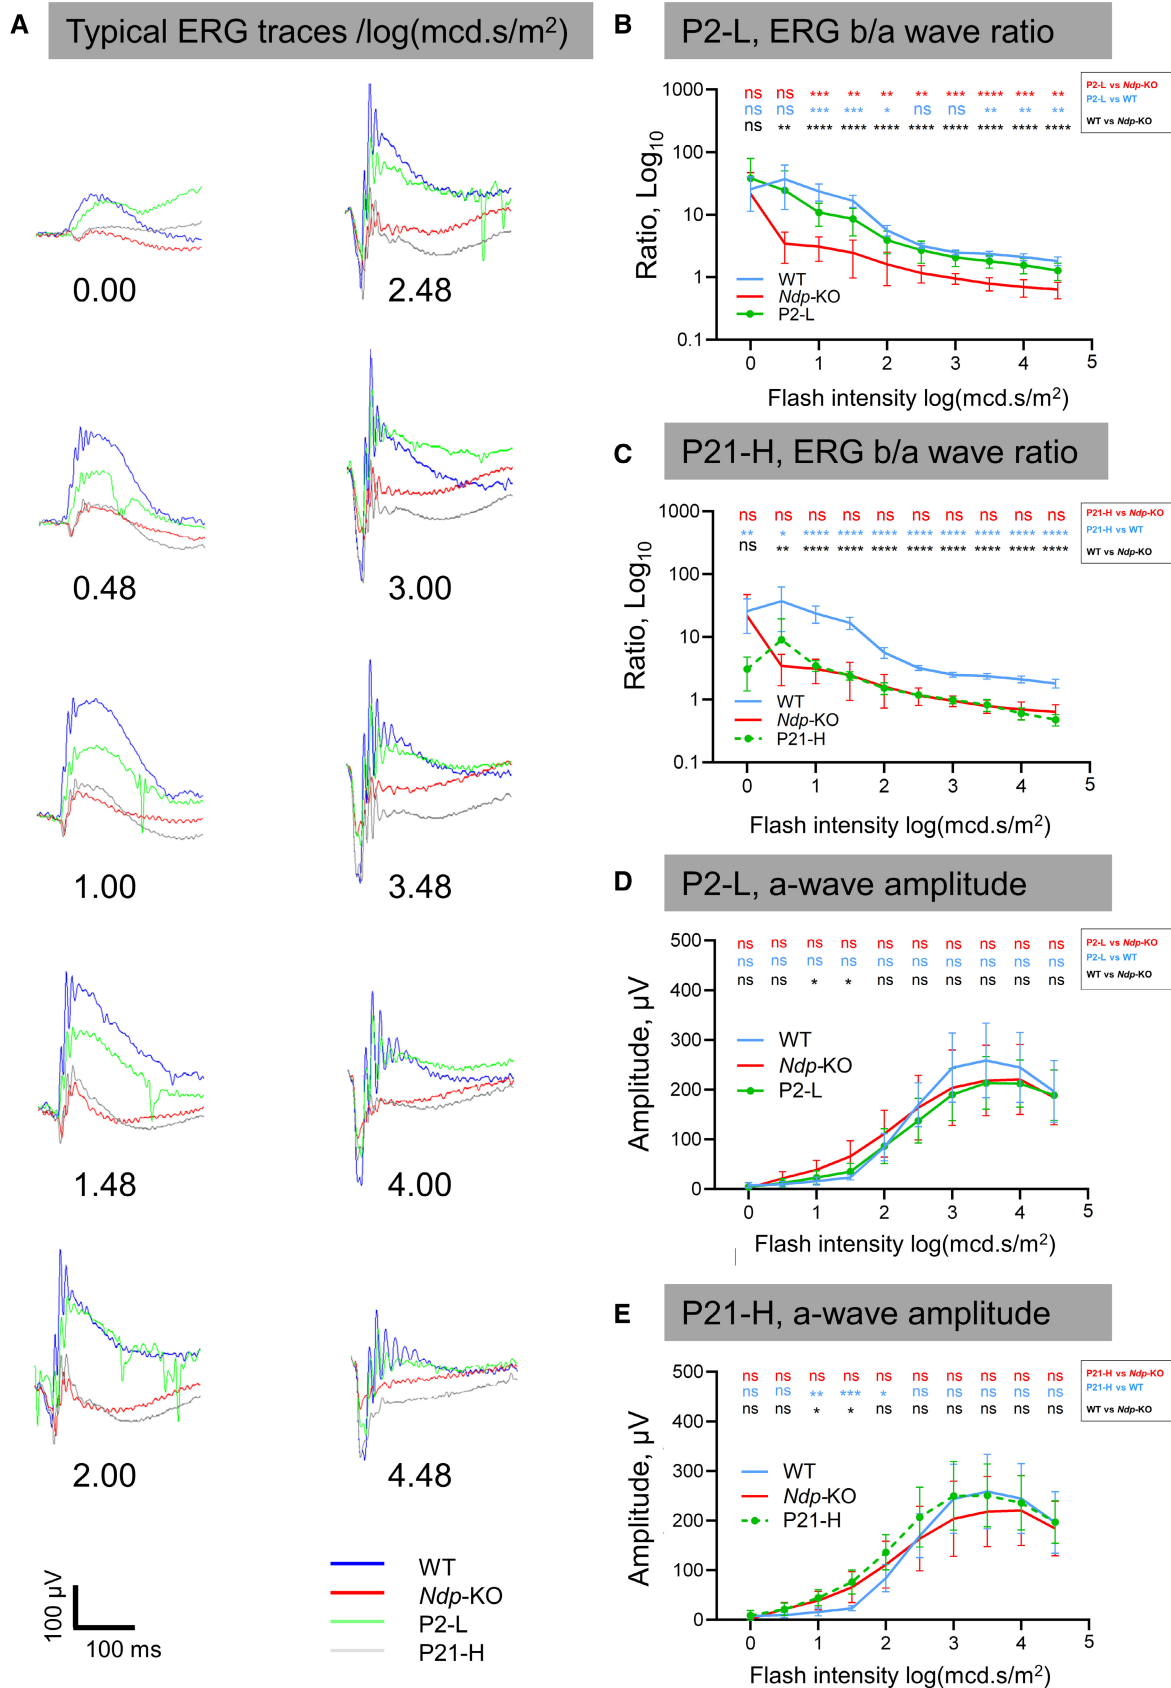 A
Typical ERG traces /log(mcd.s/m²)
0.00
2.48
0.48
3.00
1.00
3.48
1.48
4.00
2.00
4.48
100 µV
100 ms
WT
Ndp-KO
P2-L
P21-H
B
P2-L, ERG b/a wave ratio
ns ns *** ** ** ** *** **** *** **
ns ns *** *** * ns ns ** ** **
ns ** **** **** **** **** **** **** **** ****
P2-L vs Ndp-KO
P2-L vs WT
WT vs Ndp-KO
Ratio, Log10
1000
100
10
1
0.1
WT
Ndp-KO
P2-L
0 1 2 3 4 5
Flash intensity log(mcd.s/m²)
C
P21-H, ERG b/a wave ratio
ns ns ns ns ns ns ns ns ns ns
** * **** **** **** **** **** **** **** ****
ns ** **** **** **** **** **** **** **** ****
P21-H vs Ndp-KO
P21-H vs WT
WT vs Ndp-KO
Ratio, Log10
1000
100
10
1
0.1
WT
Ndp-KO
P21-H
0 1 2 3 4 5
Flash intensity log(mcd.s/m²)
D
P2-L, a-wave amplitude
ns ns ns ns ns ns ns ns ns ns
ns ns ns ns ns ns ns ns ns ns
ns ns * * ns ns ns ns ns ns
P2-L vs Ndp-KO
P2-L vs WT
WT vs Ndp-KO
Amplitude, µV
500
400
300
200
100
0
WT
Ndp-KO
P2-L
0 1 2 3 4 5
Flash intensity log(mcd.s/m²)
E
P21-H, a-wave amplitude
ns ns ns ns ns ns ns ns ns ns
ns ns ** *** * ns ns ns ns ns
ns ns * * ns ns ns ns ns ns
P21-H vs Ndp-KO
P21-H vs WT
WT vs Ndp-KO
Amplitude, µV
500
400
300
200
100
0
WT
Ndp-KO
P21-H
0 1 2 3 4 5
Flash intensity log(mcd.s/m²)